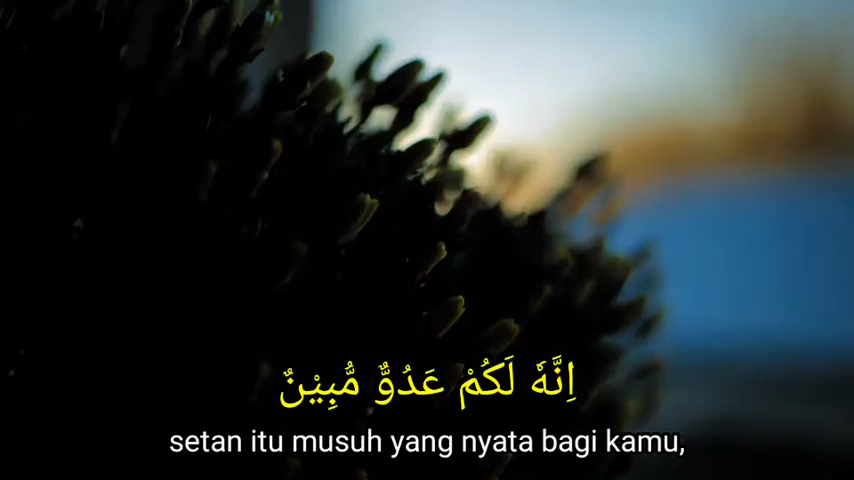 اِنَّهٗ لَكُمْ عَدُوٌّ مُّبِيْنٌ
setan itu musuh yang nyata bagi kamu,